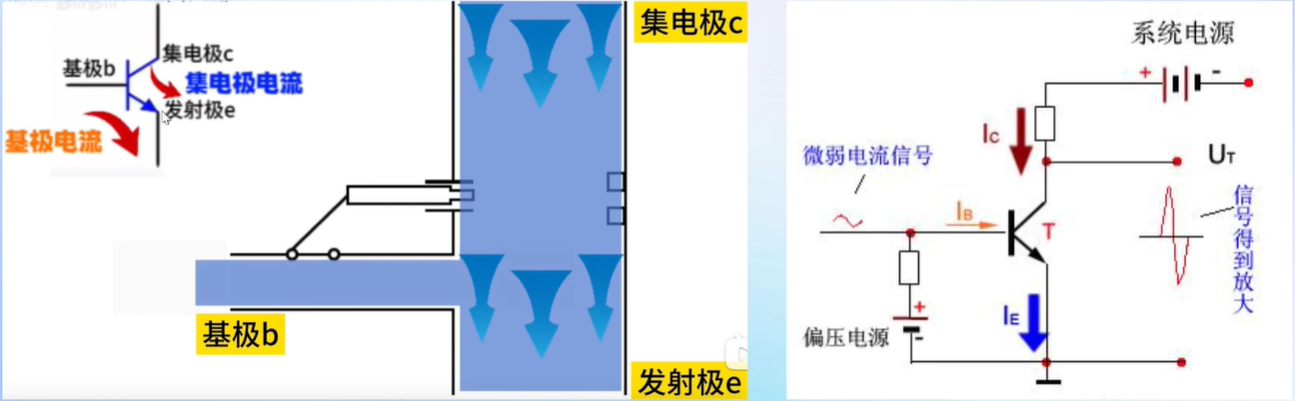 集电极c
基极b
集电极电流
发射极e
基极电流
集电极c
基极b
发射极e
系统电源
+
-
IC
微弱电流信号
UT
IB
T
信号得到放大
+
IE
偏压电源
-